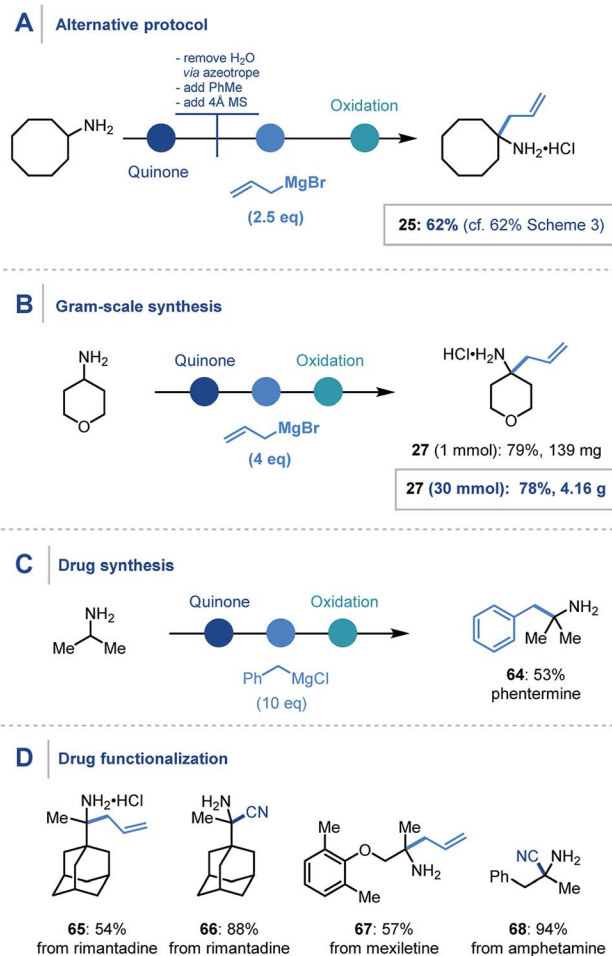 A Alternative protocol
- remove H2O
via azeotrope
- add PhMe
- add 4Å MS
NH2
Quinone
Oxidation
MgBr
(2.5 eq)
NH2•HCl
25: 62% (cf. 62% Scheme 3)
B Gram-scale synthesis
NH2
O
Quinone
Oxidation
MgBr
(4 eq)
HCl•H2N
O
27 (1 mmol): 79%, 139 mg
27 (30 mmol): 78%, 4.16 g
C Drug synthesis
NH2
Me Me
Quinone
Oxidation
Ph MgCl
(10 eq)
NH2
Me Me
64: 53%
phentermine
D Drug functionalization
NH2•HCl
Me
65: 54%
from rimantadine
H2N
Me CN
66: 88%
from rimantadine
Me
O
Me
NH2
Me
67: 57%
from mexiletine
NC NH2
Ph Me
68: 94%
from amphetamine